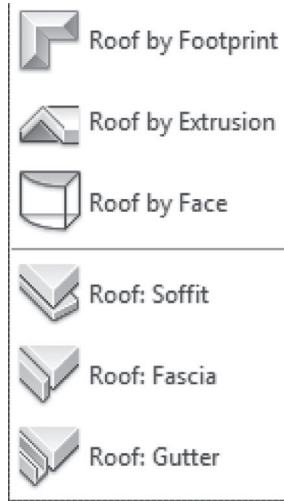 Roof by Footprint
Roof by Extrusion
Roof by Face
Roof: Soffit
Roof: Fascia
Roof: Gutter